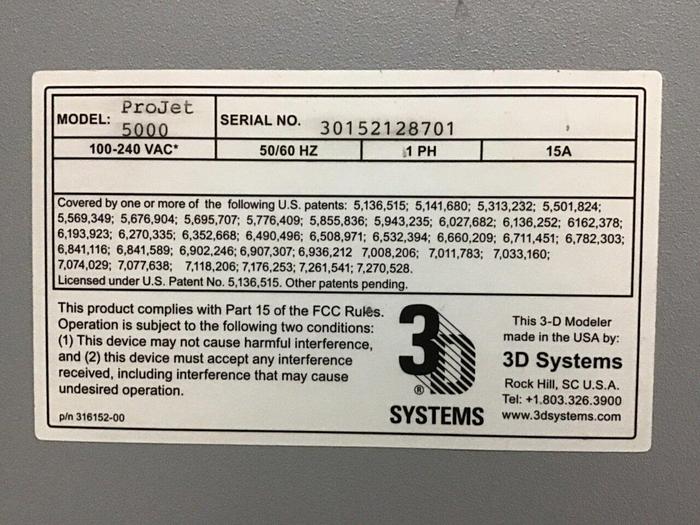 MODEL: ProJet 5000
SERIAL NO. 30152128701
100-240 VAC* 50/60 HZ 1 PH 15A
Covered by one or more of the following U.S. patents: 5,136,515; 5,141,680; 5,313,232; 5,501,824;
5,569,349; 5,676,904; 5,695,707; 5,776,409; 5,855,836; 5,943,235; 6,027,682; 6,136,252; 6162,378;
6,193,923; 6,270,335; 6,352,668; 6,490,496; 6,508,971; 6,532,394; 6,660,209; 6,711,451; 6,782,303;
6,841,116; 6,841,589; 6,902,246; 6,907,307; 6,936,212 7,008,206; 7,011,783; 7,033,160;
7,074,029; 7,077,638; 7,118,206; 7,176,253; 7,261,541; 7,270,528.
Licensed under U.S. Patent No. 5,136,515. Other patents pending.
This product complies with Part 15 of the FCC Rules.
Operation is subject to the following two conditions:
(1) This device may not cause harmful interference,
and (2) this device must accept any interference
received, including interference that may cause
undesired operation.
p/n 316152-00
3D
®
SYSTEMS
This 3-D Modeler
made in the USA by:
3D Systems
Rock Hill, SC U.S.A.
Tel: +1.803.326.3900
www.3dsystems.com